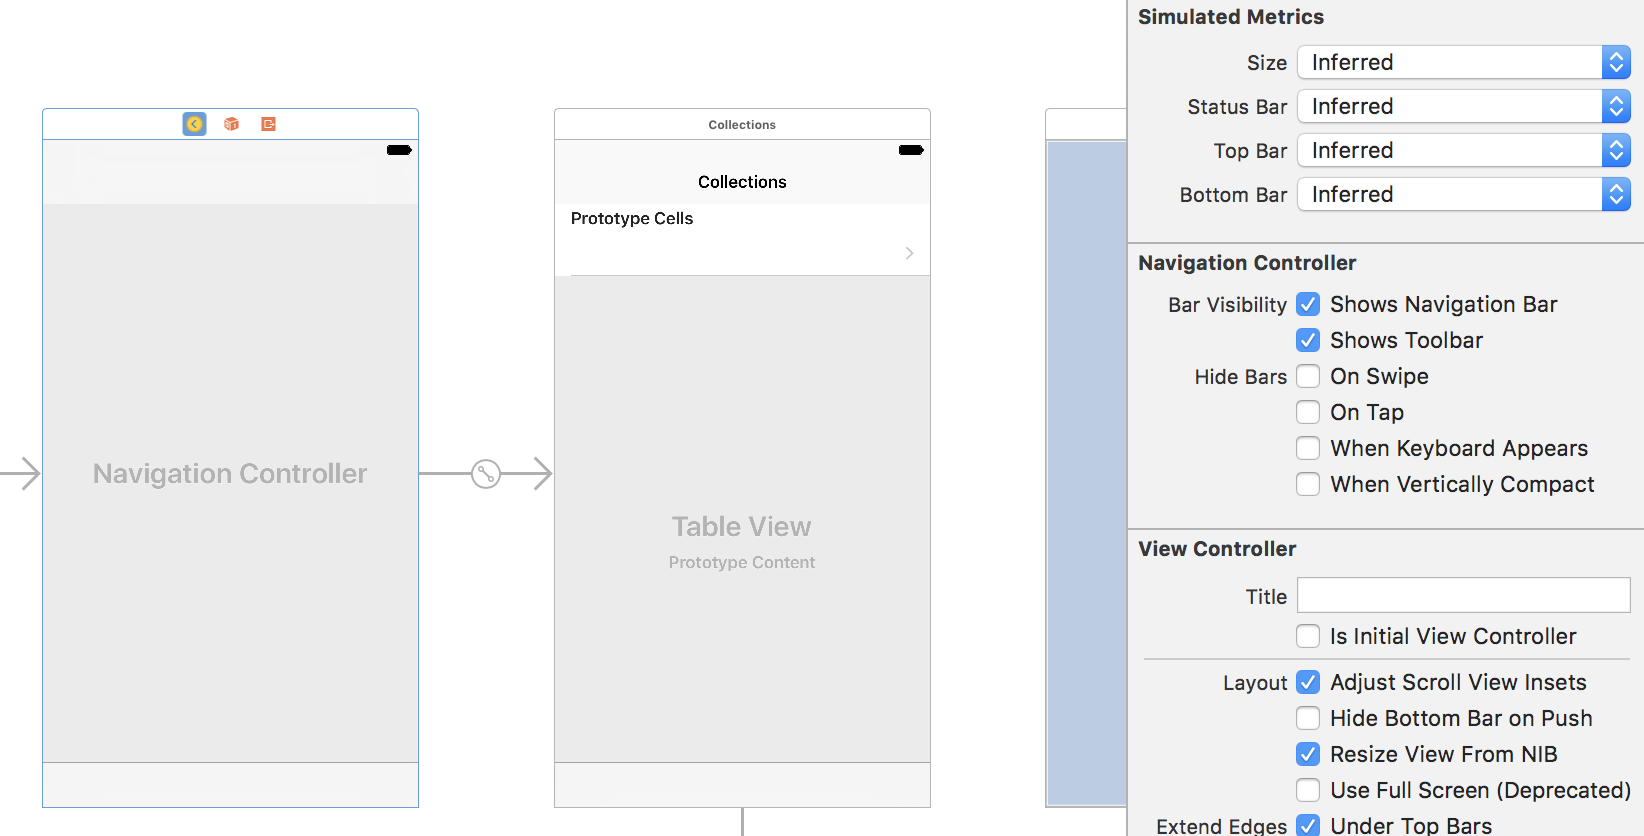 Collections
Collections
Prototype Cells
Navigation Controller
Table View
Prototype Content
Simulated Metrics
Size Inferred
Status Bar Inferred
Top Bar Inferred
Bottom Bar Inferred
Navigation Controller
Bar Visibility Shows Navigation Bar
Shows Toolbar
Hide Bars On Swipe
On Tap
When Keyboard Appears
When Vertically Compact
View Controller
Title
Is Initial View Controller
Layout Adjust Scroll View Insets
Hide Bottom Bar on Push
Resize View From NIB
Use Full Screen (Deprecated)
Extend Edges Under Top Bars